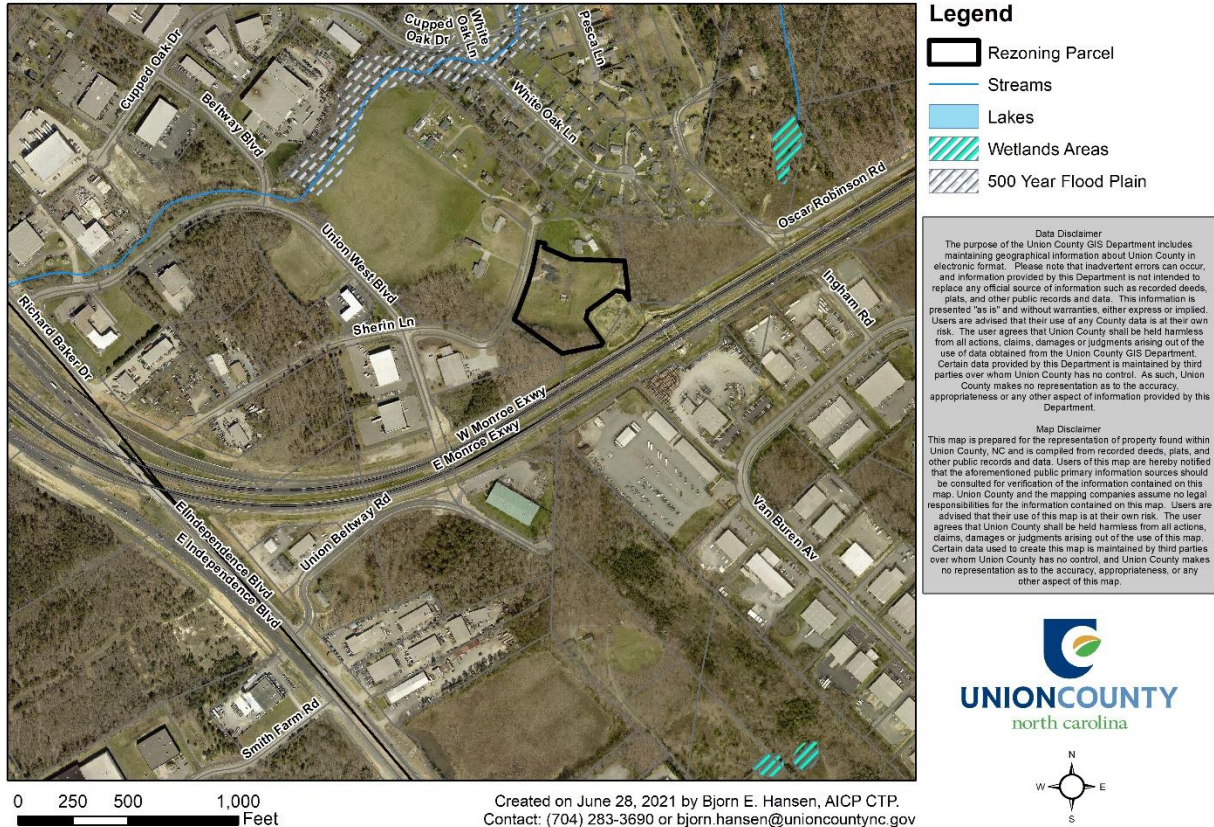 Cupped Oak Dr
Cupped
Oak Dr
White
Oak Ln
Pesca Ln
Beltway Blvd
White Oak Ln
Oscar Robinson Rd
Union West Blvd
Ingham Rd
Sherin Ln
Richard Baker Dr
W Monroe Exwy
E Monroe Exwy
Union Beltway Rd
E Independence Blvd
E Independence Blvd
Van Buren Av
Smith Farm Rd
Legend
Rezoning Parcel
Streams
Lakes
Wetlands Areas
500 Year Flood Plain
Data Disclaimer
The purpose of the Union County GIS Department includes
maintaining geographical information about Union County in
electronic format. Please note that inadvertent errors can occur,
and information provided by this Department is not intended to
replace any official source of information such as recorded deeds,
plats, and other public records and data. This information is
presented "as is" and without warranties, either express or implied.
Users are advised that their use of any County data is at their own
risk. The user agrees that Union County shall be held harmless
from all actions, claims, damages or judgments arising out of the
use of data obtained from the Union County GIS Department.
Certain data provided by this Department is maintained by third
parties over whom Union County has no control. As such, Union
County makes no representation as to the accuracy,
appropriateness or any other aspect of information provided by this
Department.
Map Disclaimer
This map is prepared for the representation of property found within
Union County, NC and is compiled from recorded deeds, plats, and
other public records and data. Users of this map are hereby notified
that the aforementioned public primary information sources should
be consulted for verification of the information contained on this
map. Union County and the mapping companies assume no legal
responsibilities for the information contained on this map. Users are
advised that their use of this map is at their own risk. The user
agrees that Union County shall be held harmless from all actions,
claims, damages or judgments arising out of the use of this map.
Certain data used to create this map is maintained by third parties
over whom Union County has no control, and Union County makes
no representation as to the accuracy, appropriateness, or any
other aspect of this map.
UNIONCOUNTY
north carolina
N
W E
S
0 250 500 1,000
Feet
Created on June 28, 2021 by Bjorn E. Hansen, AICP CTP.
Contact: (704) 283-3690 or bjorn.hansen@unioncountync.gov